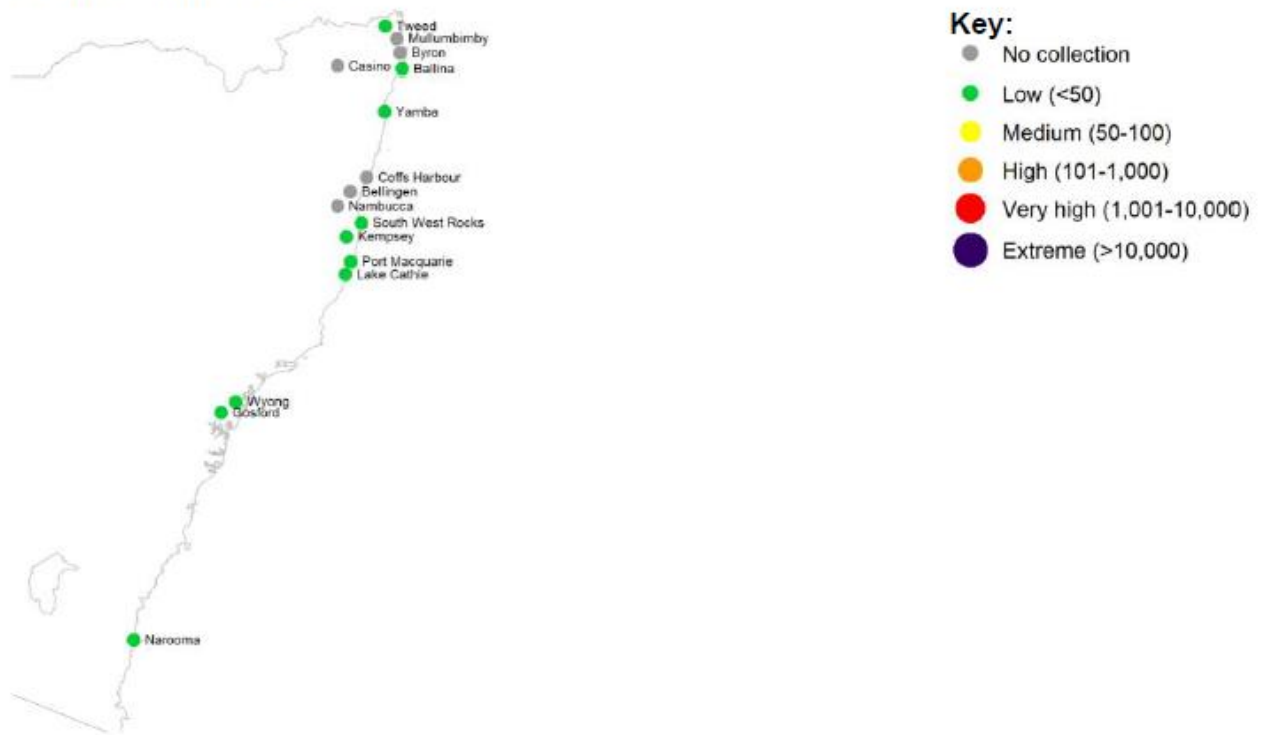 Tweed
Mullumbimby
Byron
Casino
Ballina
Yamba
Coffs Harbour
Bellingen
Nambucca
South West Rocks
Kempsey
Port Macquarie
Lake Cathie
Wyong
Gosford
Narooma
Key:
No collection
Low (<50)
Medium (50-100)
High (101-1,000)
Very high (1,001-10,000)
Extreme (>10,000)